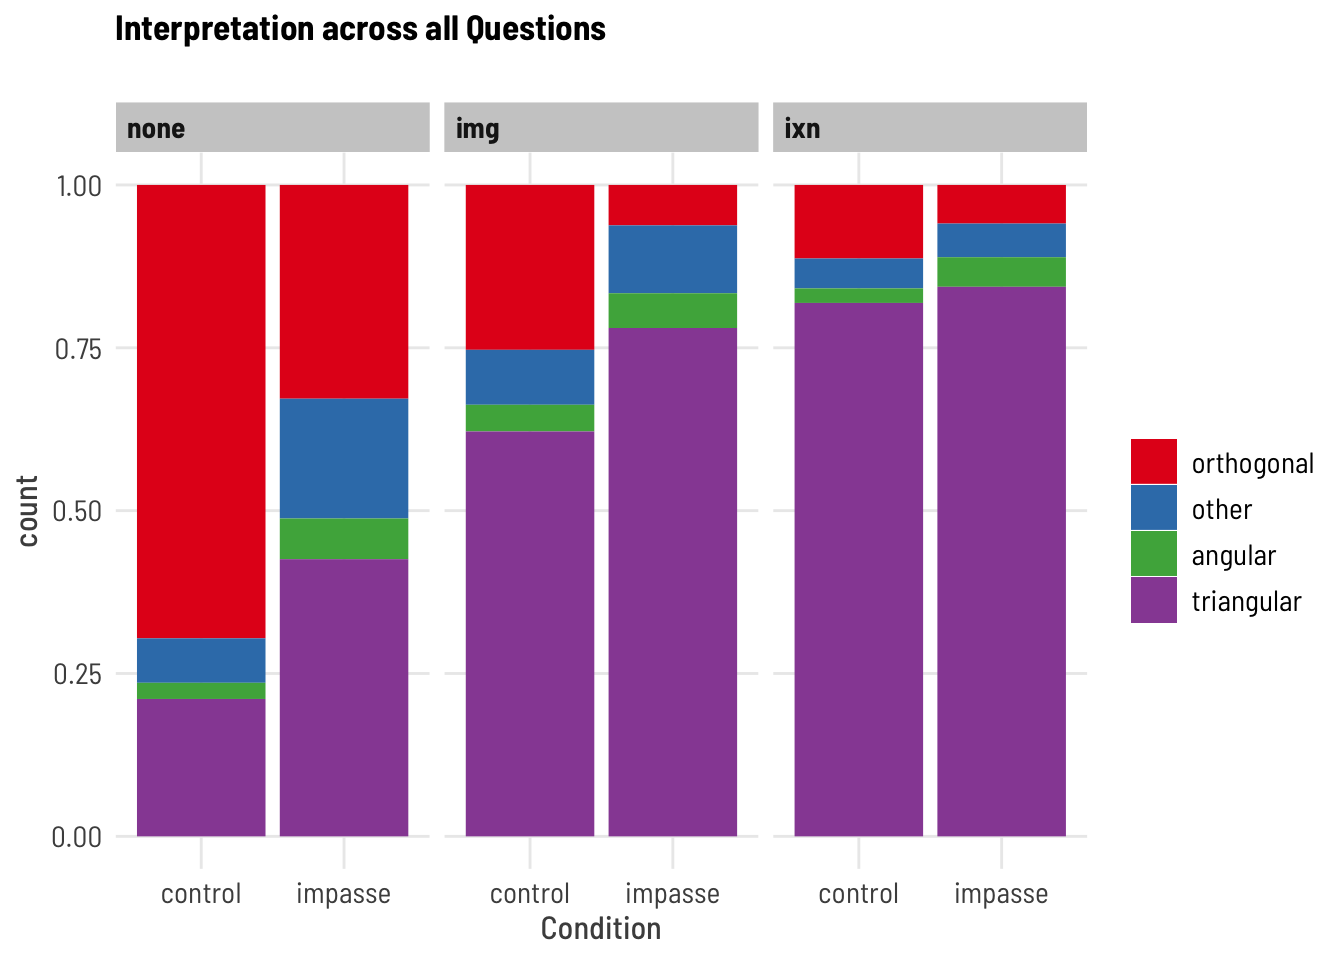 Interpretation across all Questions
none
img
ixn
1.00
0.75
0.50
0.25
0.00
count
control
impasse
control
impasse
control
impasse
Condition
orthogonal
other
angular
triangular